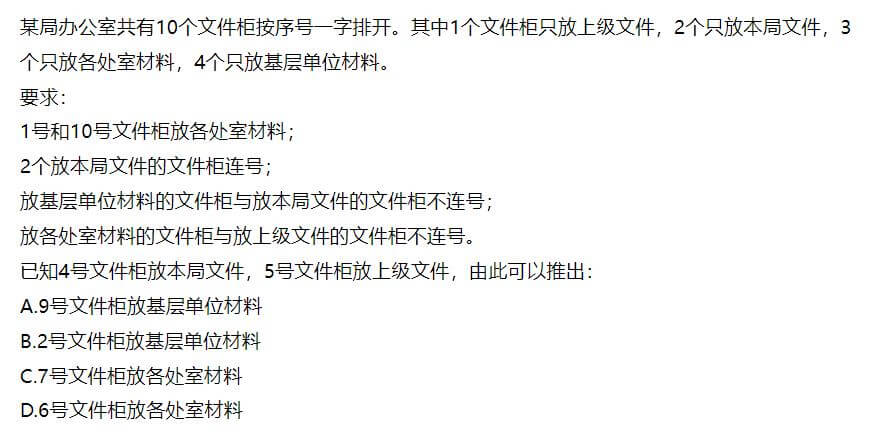 某局办公室共有10个文件柜按序号一字排开。其中1个文件柜只放上级文件，2个只放本局文件，3
个只放各处室材料，4个只放基层单位材料。
要求：
1号和10号文件柜放各处室材料；
2个放本局文件的文件柜连号；
放基层单位材料的文件柜与放本局文件的文件柜不连号；
放各处室材料的文件柜与放上级文件的文件柜不连号。
已知4号文件柜放本局文件，5号文件柜放上级文件，由此可以推出：
A.9号文件柜放基层单位材料
B.2号文件柜放基层单位材料
C.7号文件柜放各处室材料
D.6号文件柜放各处室材料